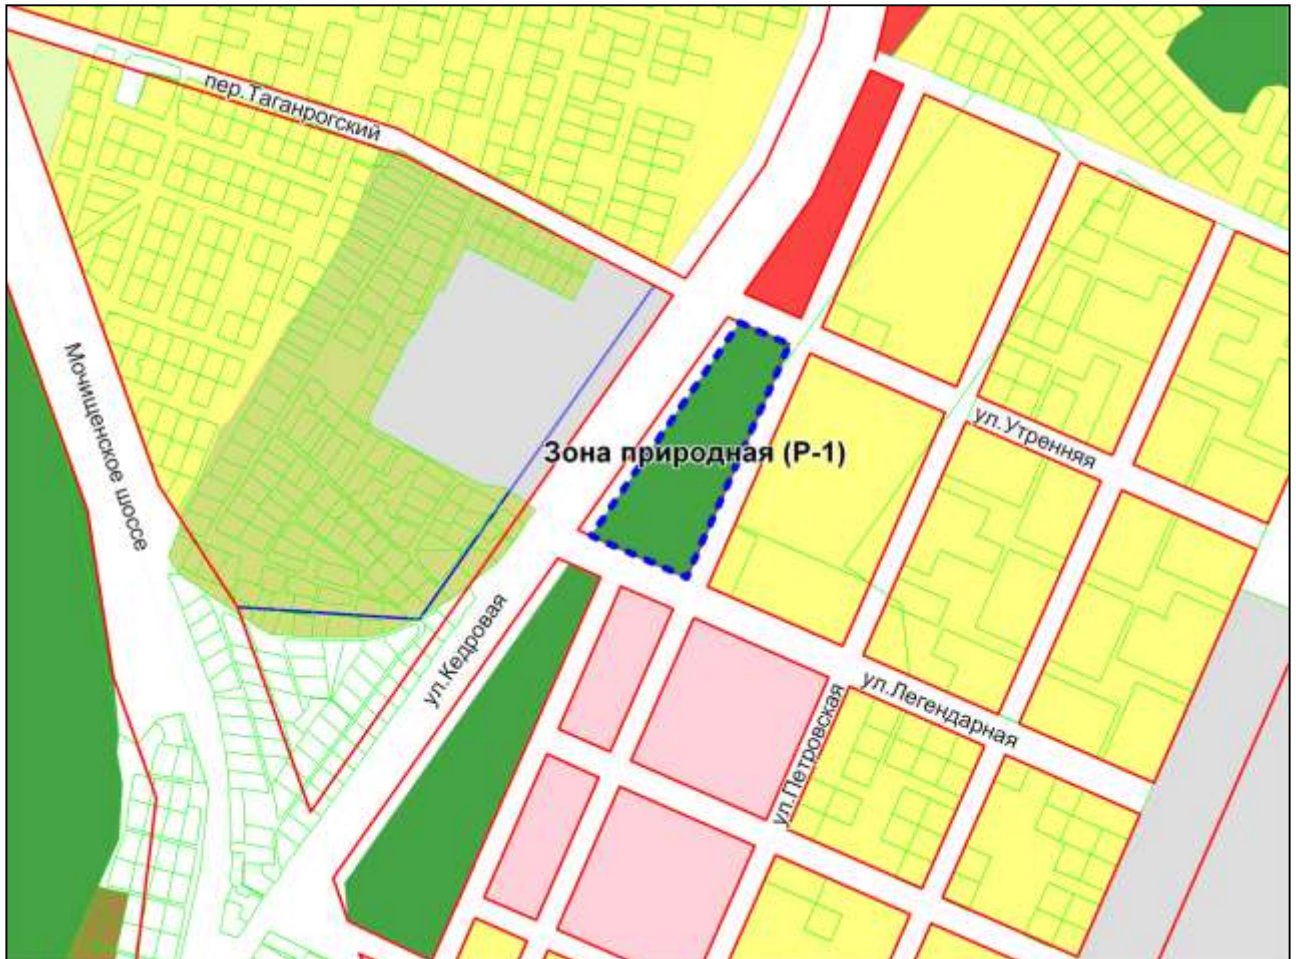 пер.Таганрогский
Мочищенское шоссе
ул.Утренняя
Зона природная (Р-1)
ул.Кедровая
ул.Легендарная
ул.Петровская